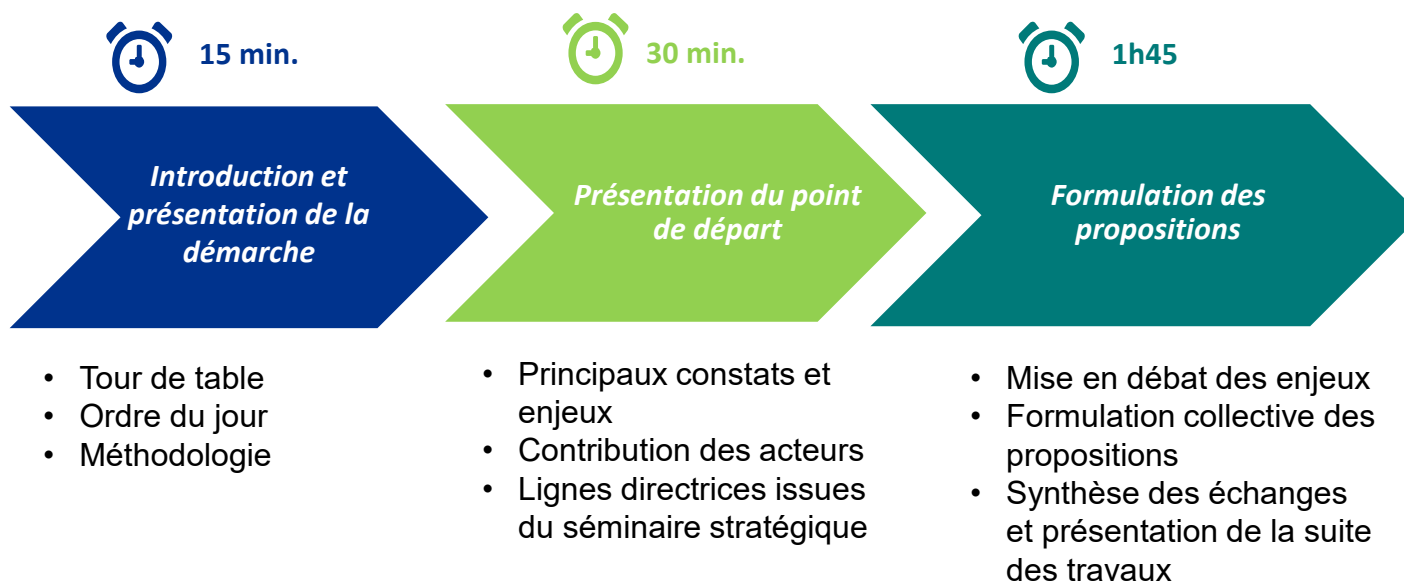 15 min.
30 min.
1h45
Introduction et
présentation de la
démarche
Présentation du point
de départ
Formulation des
propositions
• Tour de table
• Ordre du jour
• Méthodologie
• Principaux constats et
enjeux
• Contribution des acteurs
• Lignes directrices issues
du séminaire stratégique
• Mise en débat des enjeux
• Formulation collective des
propositions
• Synthèse des échanges
et présentation de la suite
des travaux